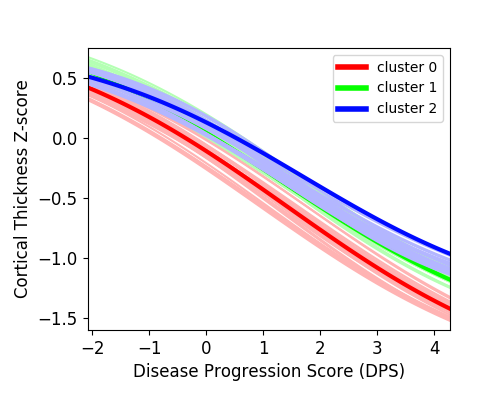 cluster 0
cluster 1
cluster 2
0.5
0.0
−0.5
−1.0
−1.5
Cortical Thickness Z-score
−2 −1 0 1 2 3 4
Disease Progression Score (DPS)